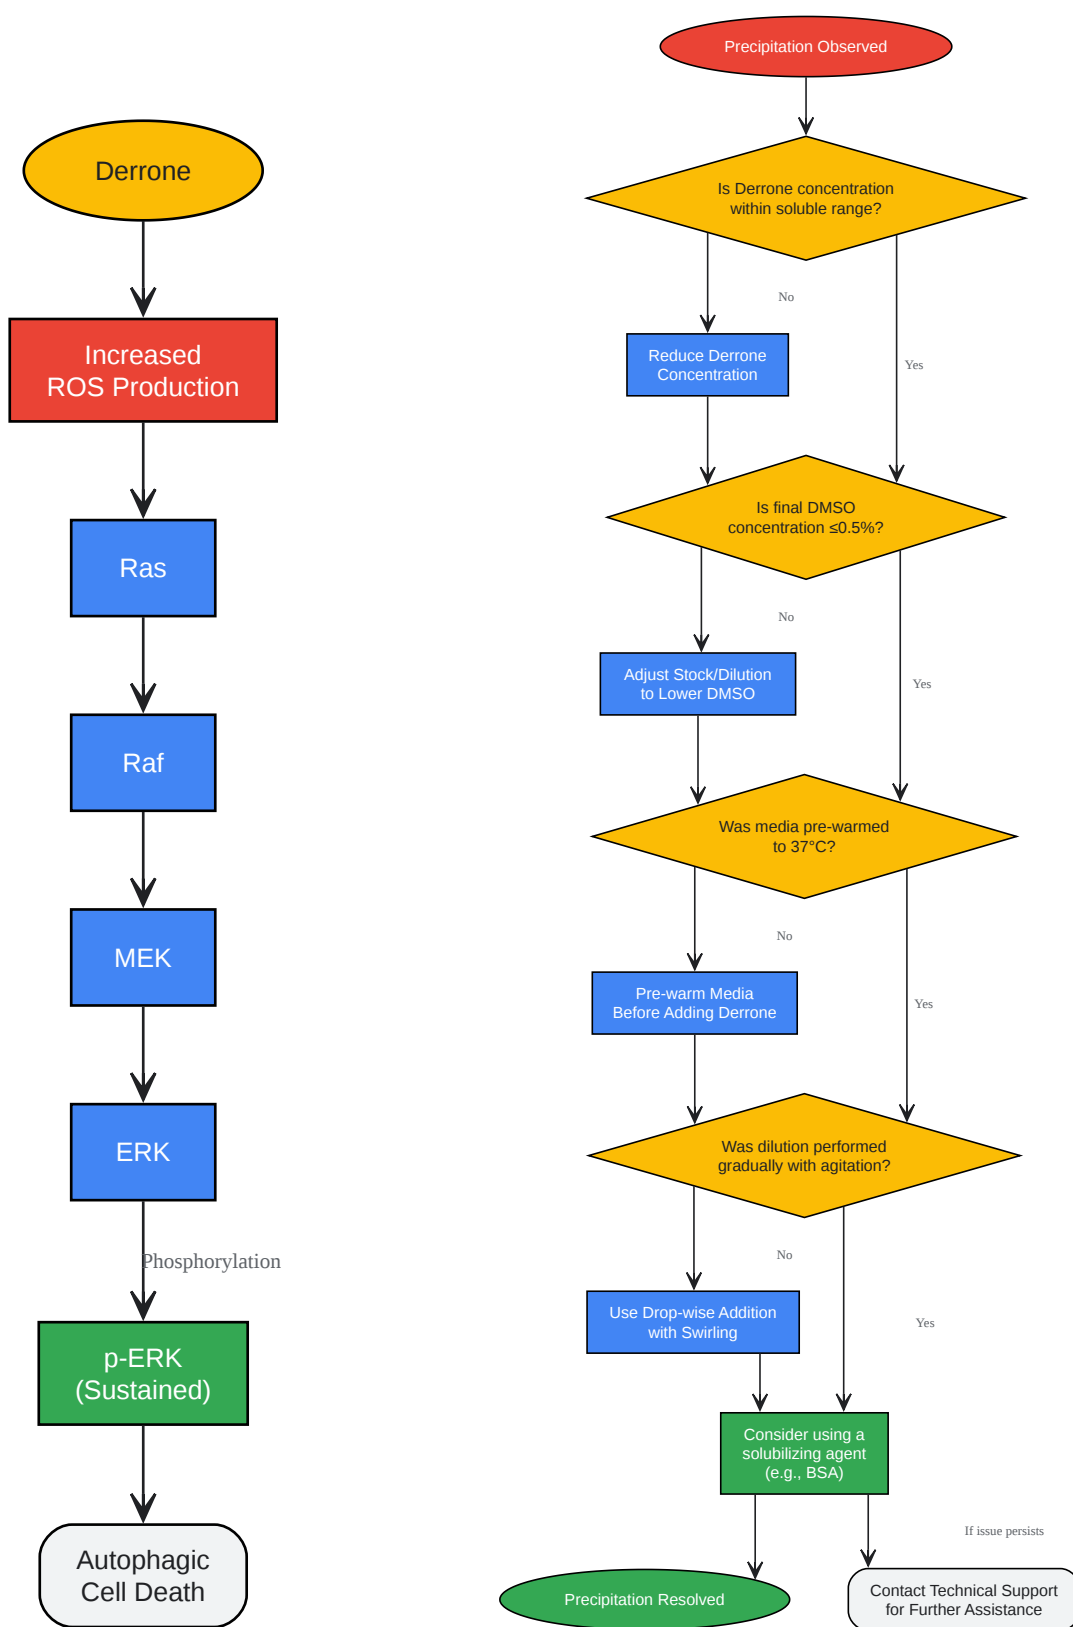 Derrone
Increased
ROS Production
Ras
Raf
MEK
ERK
Phosphorylation
p-ERK
(Sustained)
Autophagic
Cell Death
Precipitation Observed
Is Derrone concentration
within soluble range?
No
Yes
Reduce Derrone
Concentration
Is final DMSO
concentration ≤0.5%?
No
Yes
Adjust Stock/Dilution
to Lower DMSO
Was media pre-warmed
to 37°C?
No
Yes
Pre-warm Media
Before Adding Derrone
Was dilution performed
gradually with agitation?
No
Yes
Use Drop-wise Addition
with Swirling
Consider using a
solubilizing agent
(e.g., BSA)
If issue persists
Precipitation Resolved
Contact Technical Support
for Further Assistance